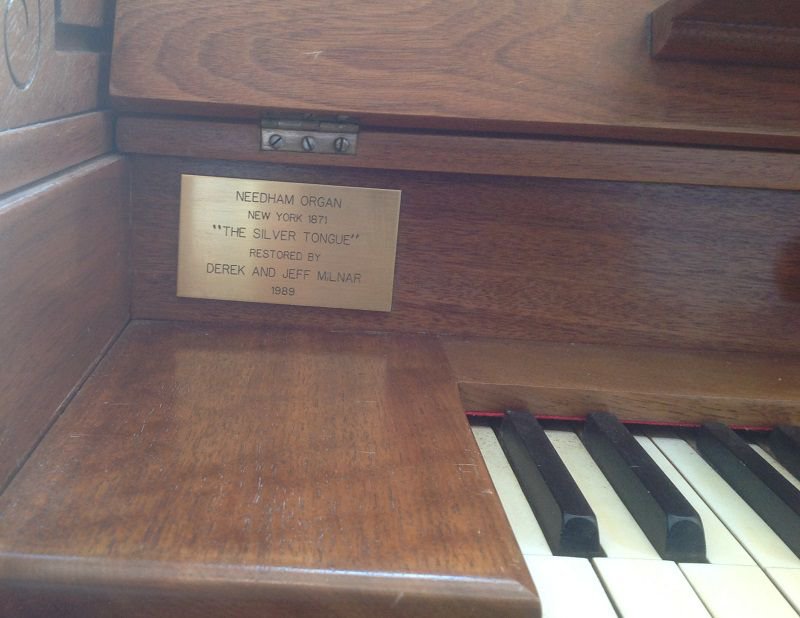 NEEDHAM ORGAN
NEW YORK 1871
"THE SILVER TONGUE"
RESTORED BY
DEREK AND JEFF MILNAR
1989